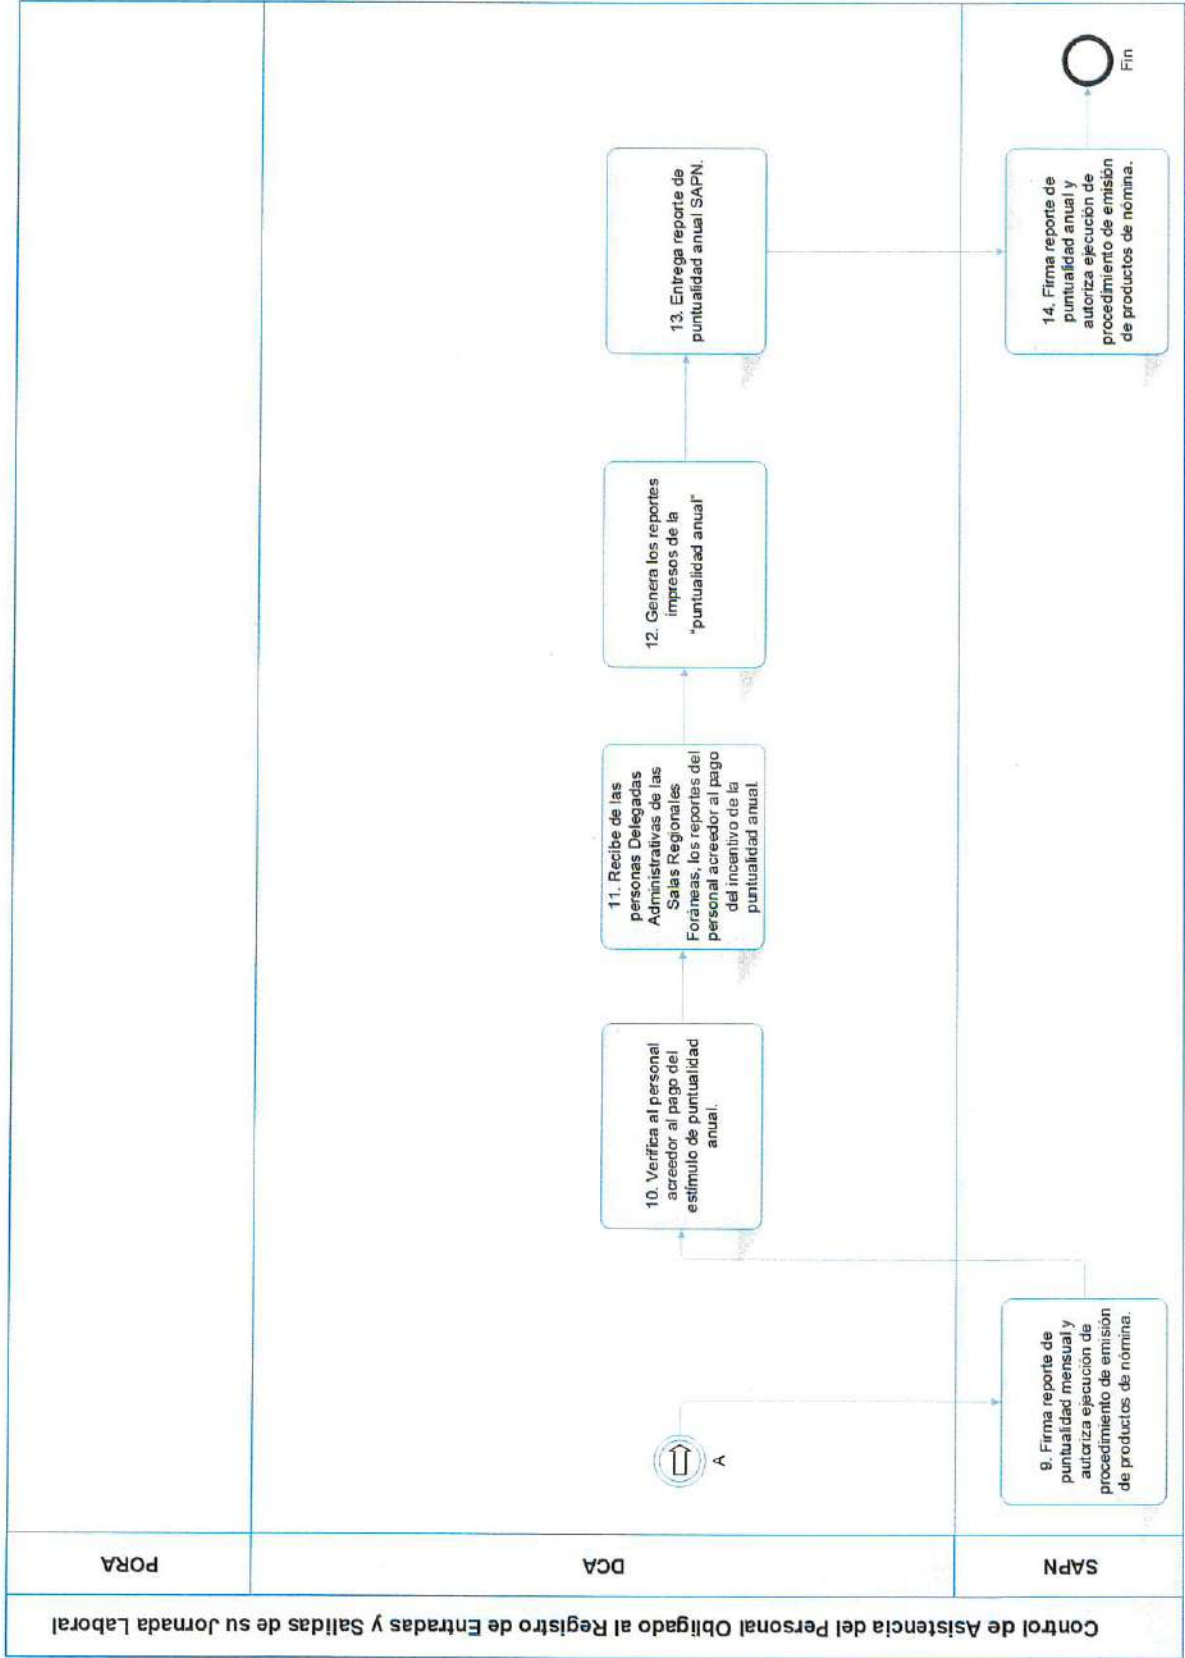 Control de Asistencia del Personal Obligado al Registro de Entradas y Salidas de su Jornada Laboral
PORA
DCA
SAPN
A
9. Firma reporte de
puntualidad mensual y
autoriza ejecución de
procedimiento de emisión
de productos de nómina.
10. Verifica al personal
acreedor al pago del
estímulo de puntualidad
anual.
11. Recibe de las
personas Delegadas
Administrativas de las
Salas Regionales
Foráneas, los reportes del
personal acreedor al pago
del incentivo de la
puntualidad anual.
12. Genera los reportes
impresos de la
"puntualidad anual"
13. Entrega reporte de
puntualidad anual SAPN.
14. Firma reporte de
puntualidad anual y
autoriza ejecución de
procedimiento de emisión
de productos de nómina.
Fin